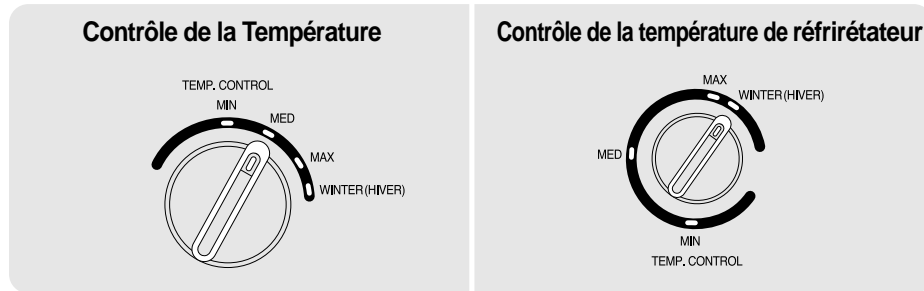 Contrôle de la Température
TEMP. CONTROL
MIN
MED
MAX
WINTER (HIVER)
Contrôle de la température de réfrirétateur
MAX
WINTER (HIVER)
MED
MIN
TEMP. CONTROL